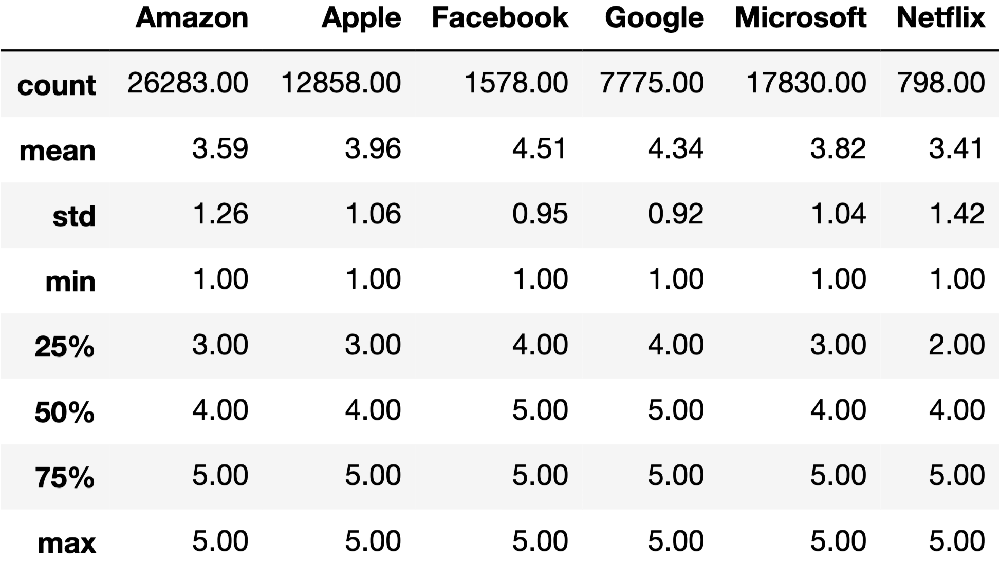 Amazon Apple Facebook Google Microsoft Netflix
count 26283.00 12858.00 1578.00 7775.00 17830.00 798.00
mean 3.59 3.96 4.51 4.34 3.82 3.41
std 1.26 1.06 0.95 0.92 1.04 1.42
min 1.00 1.00 1.00 1.00 1.00 1.00
25% 3.00 3.00 4.00 4.00 3.00 2.00
50% 4.00 4.00 5.00 5.00 4.00 4.00
75% 5.00 5.00 5.00 5.00 5.00 5.00
max 5.00 5.00 5.00 5.00 5.00 5.00